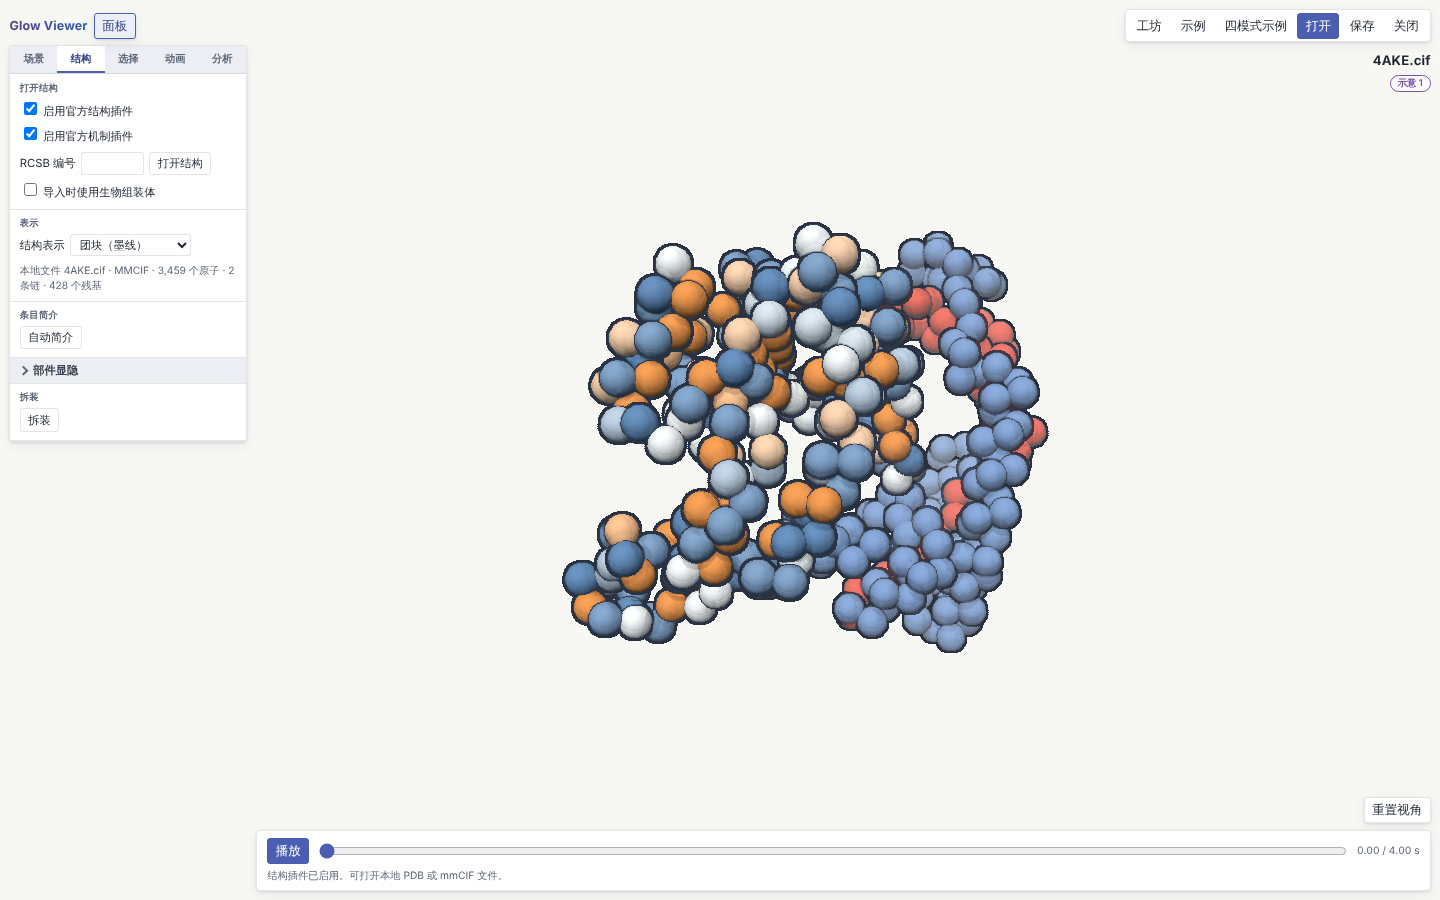 Glow Viewer 面板
工坊 示例 四模式示例 打开 保存 关闭
4AKE.cif
示意 1
场景 结构 选择 动画 分析
打开结构
启用官方结构插件
启用官方机制插件
RCSB 编号 打开结构
导入时使用生物组装体
表示
结构表示 团块（墨线）
本地文件 4AKE.cif · MMCIF · 3,459 个原子 · 2
条链 · 428 个残基
条目简介
自动简介
部件显隐
拆装
拆装
重置视角
播放 0.00 / 4.00 s
结构插件已启用。可打开本地 PDB 或 mmCIF 文件。